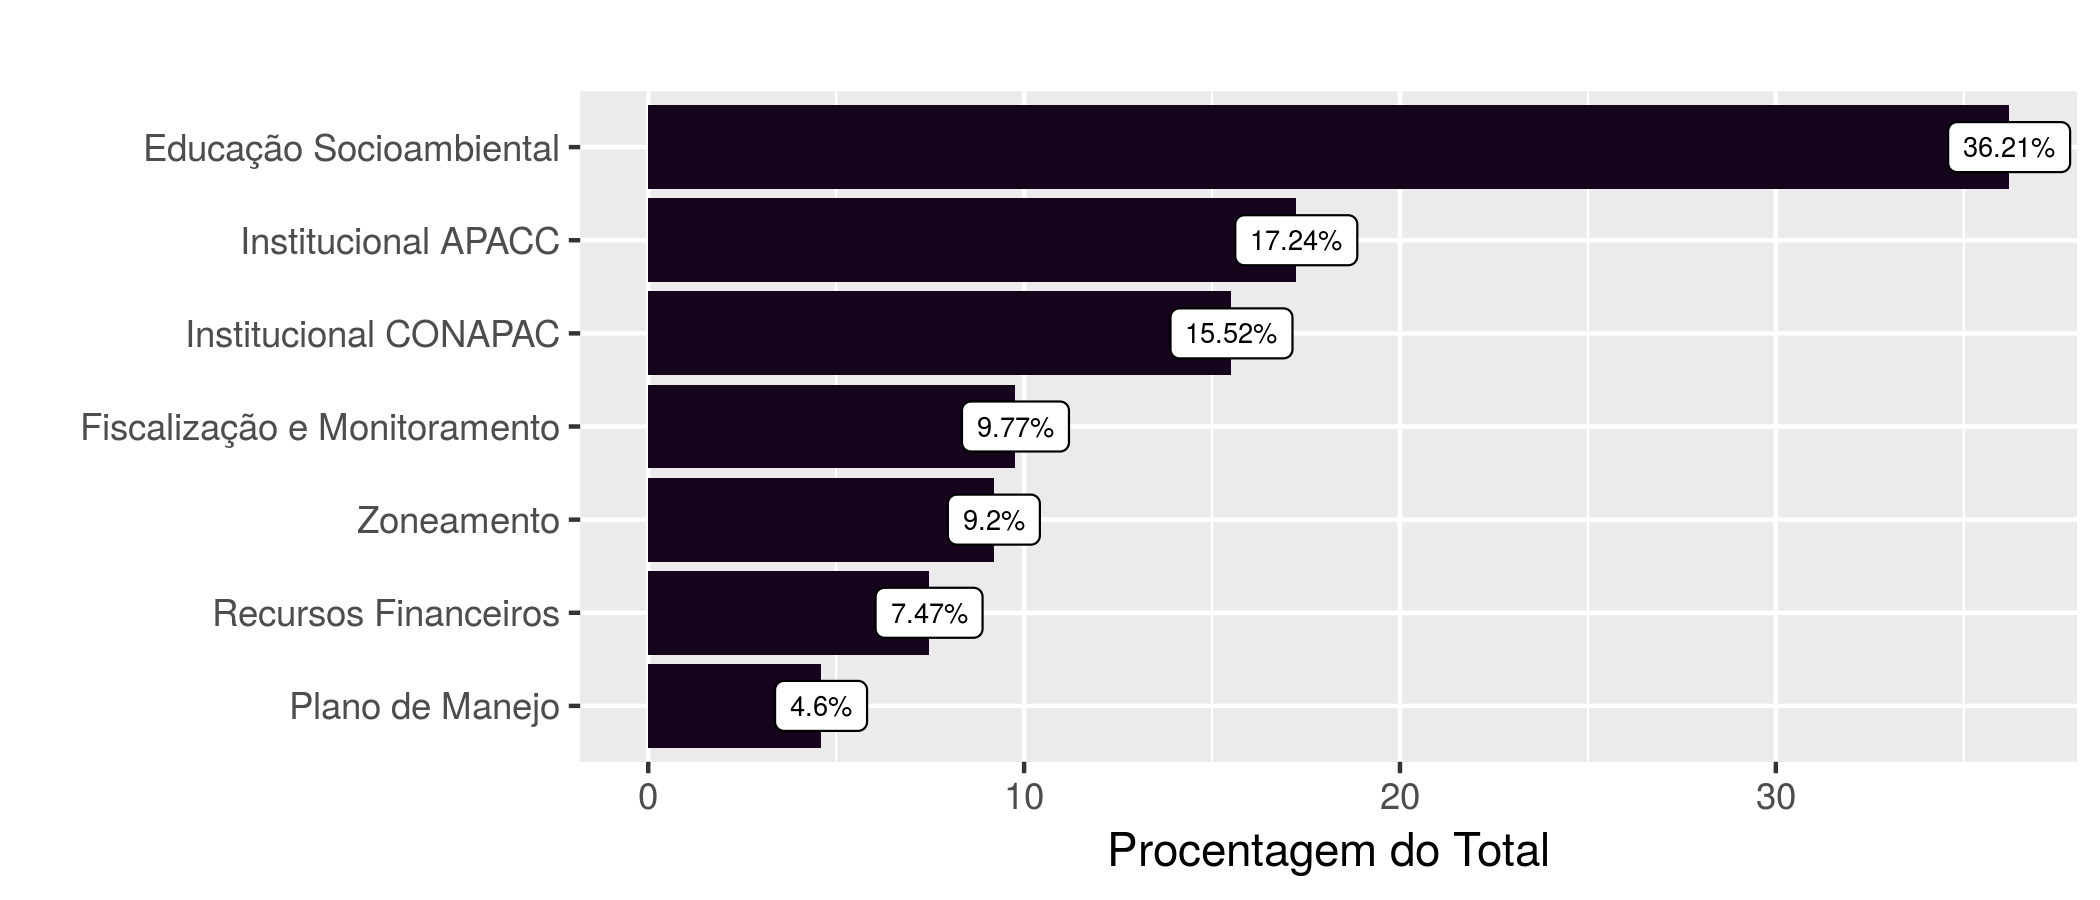 Educação Socioambiental 36.21%
Institucional APACC 17.24%
Institucional CONAPAC 15.52%
Fiscalização e Monitoramento 9.77%
Zoneamento 9.2%
Recursos Financeiros 7.47%
Plano de Manejo 4.6%
0 10 20 30
Procentagem do Total